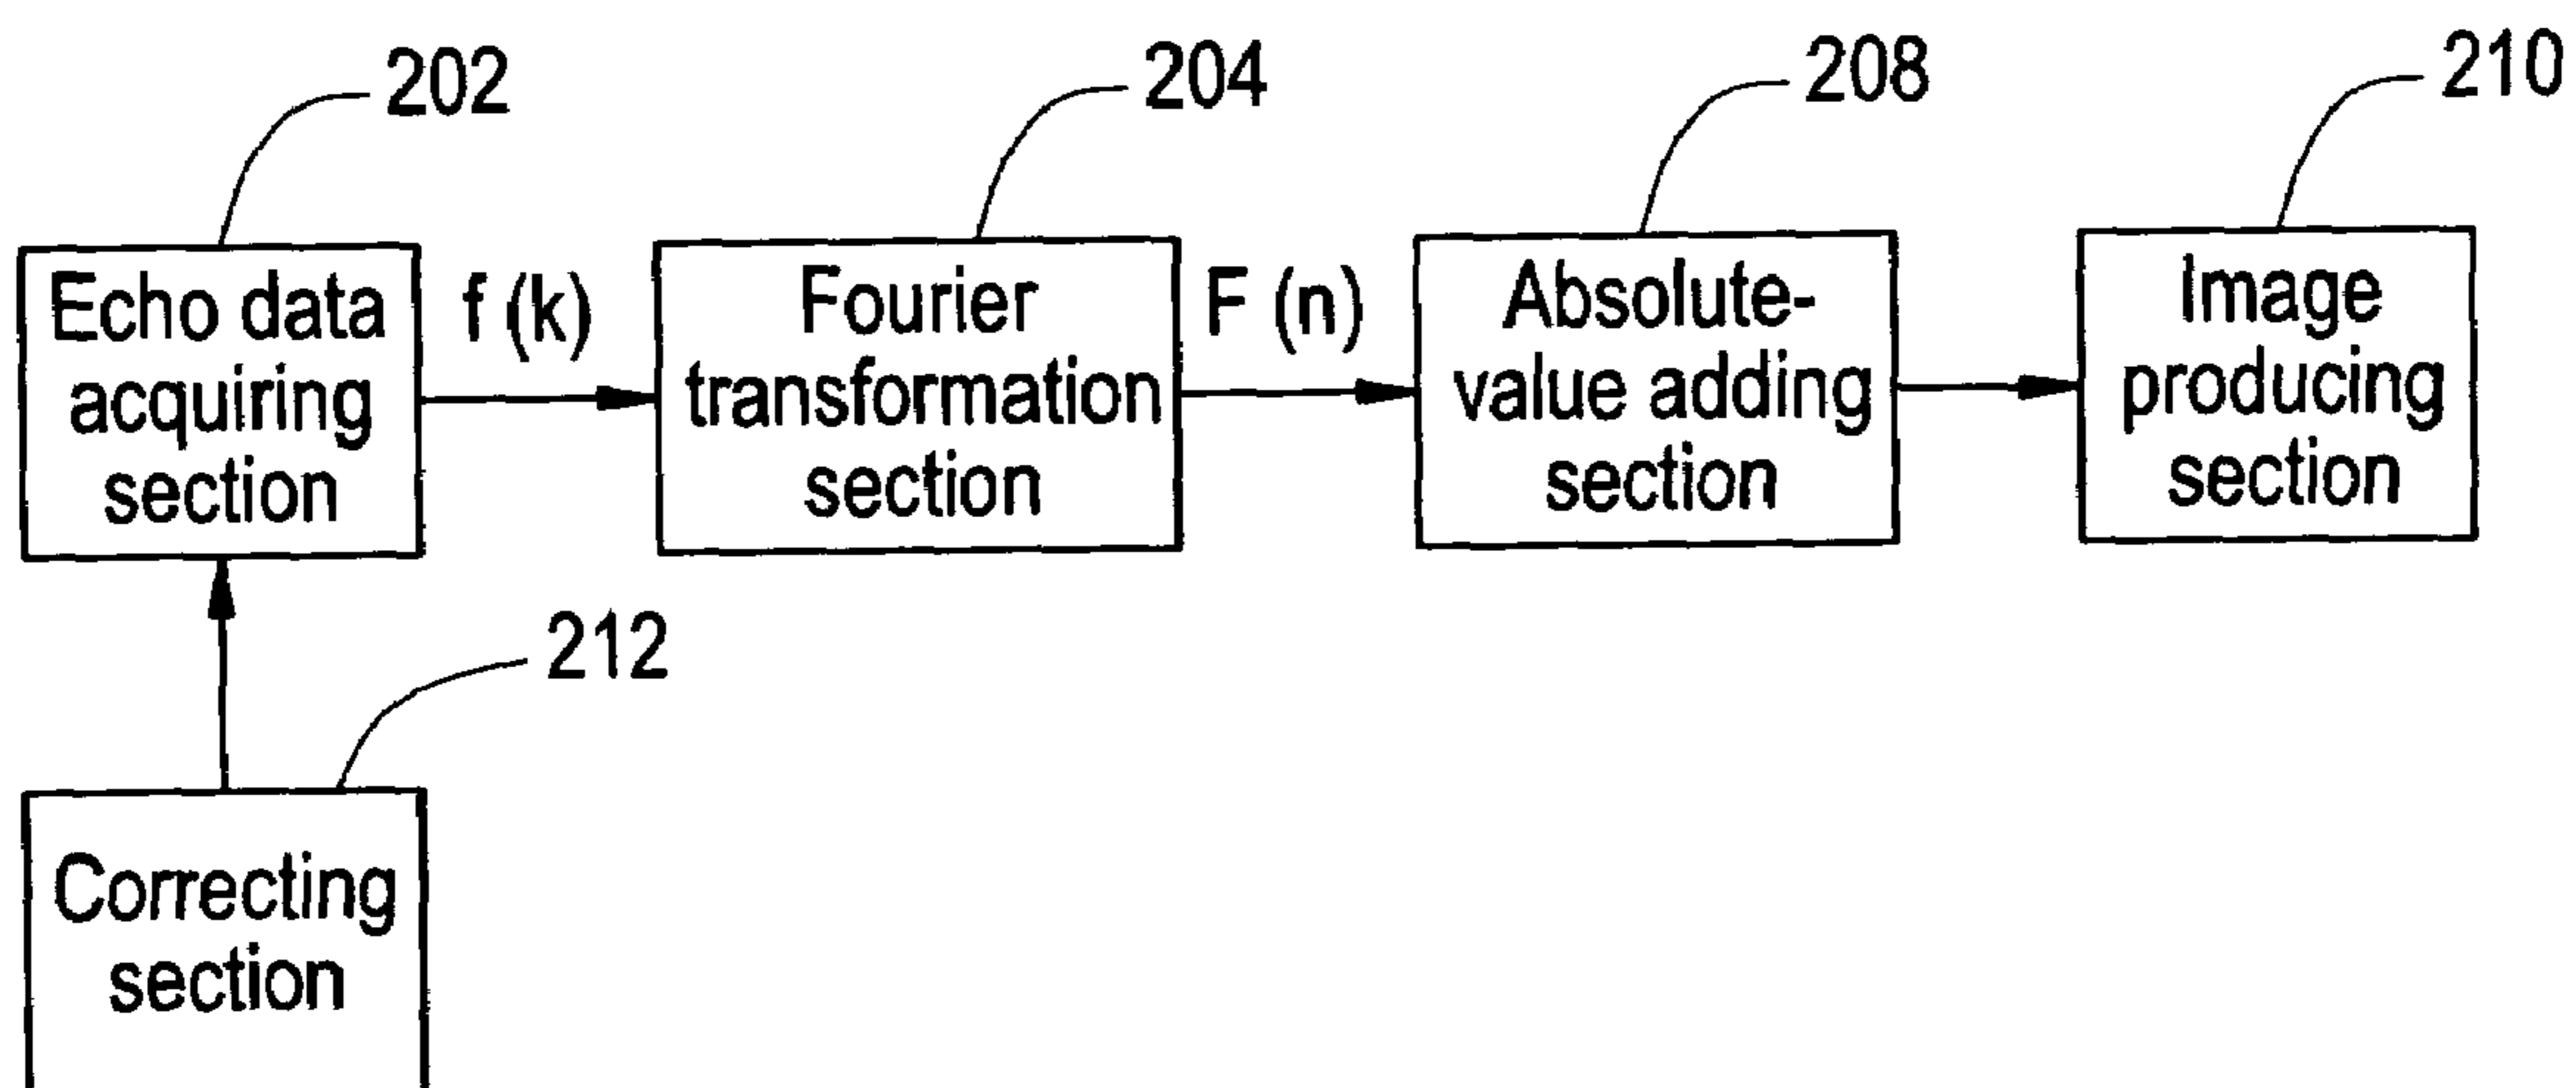 202
204
208
210
Echo data
acquiring
section
f (k)
Fourier
transformation
section
F (n)
Absolute-
value adding
section
Image
producing
section
212
Correcting
section